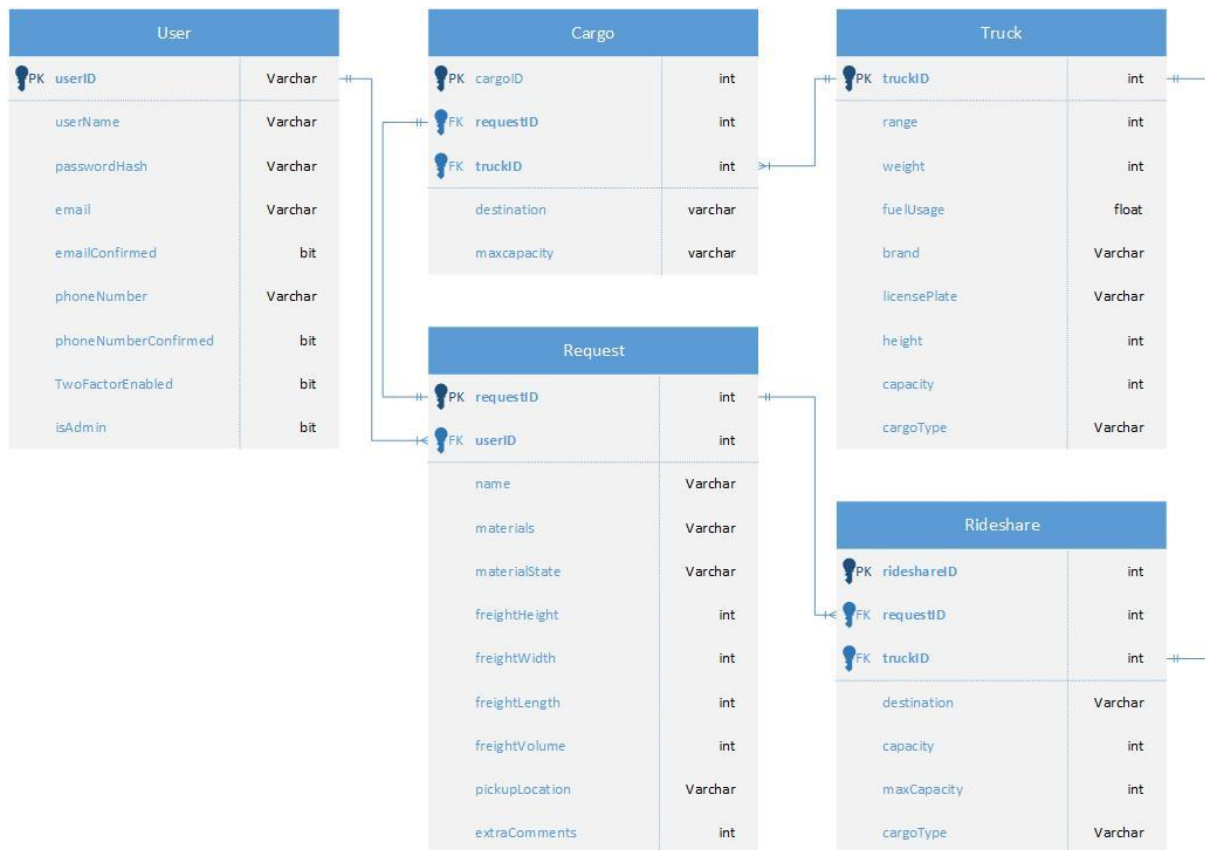 User
PK userID Varchar
userName Varchar
passwordHash Varchar
email Varchar
emailConfirmed bit
phoneNumber Varchar
phoneNumberConfirmed bit
TwoFactorEnabled bit
isAdmin bit
Cargo
PK cargoID int
FK requestID int
FK truckID int
destination varchar
maxcapacity varchar
Request
PK requestID int
FK userID int
name Varchar
materials Varchar
materialState Varchar
freightHeight int
freightWidth int
freightLength int
freightVolume int
pickupLocation Varchar
extraComments int
Truck
PK truckID int
range int
weight int
fuelUsage float
brand Varchar
licensePlate Varchar
height int
capacity int
cargoType Varchar
Rideshare
PK rideshareID int
FK requestID int
FK truckID int
destination Varchar
capacity int
maxCapacity int
cargoType Varchar